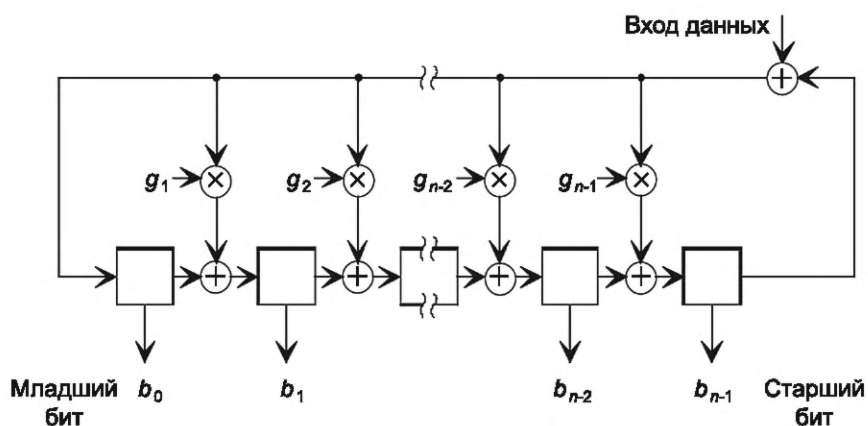 Вход данных
g1
g2
gn-2
gn-1
Младший бит
b0
b1
bn-2
bn-1
Старший бит